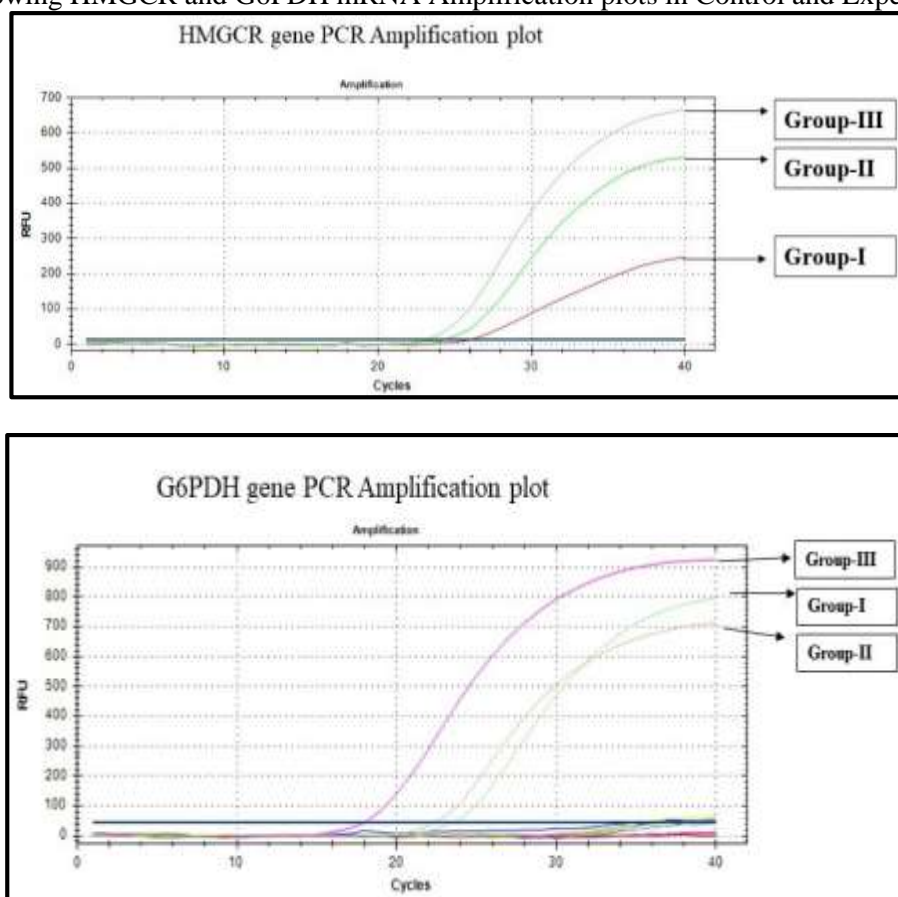 owing HMGCR and G6PDH mRNA Amplification plots in Control and Expe
HMGCR gene PCR Amplification plot
Amplification
700
600
500
400
300
200
100
0
RFU
0 10 20 30 40
Cycles
Group-III
Group-II
Group-I
G6PDH gene PCR Amplification plot
Amplification
900
800
700
600
500
400
300
200
100
0
RFU
0 10 20 30 40
Cycles
Group-III
Group-I
Group-II